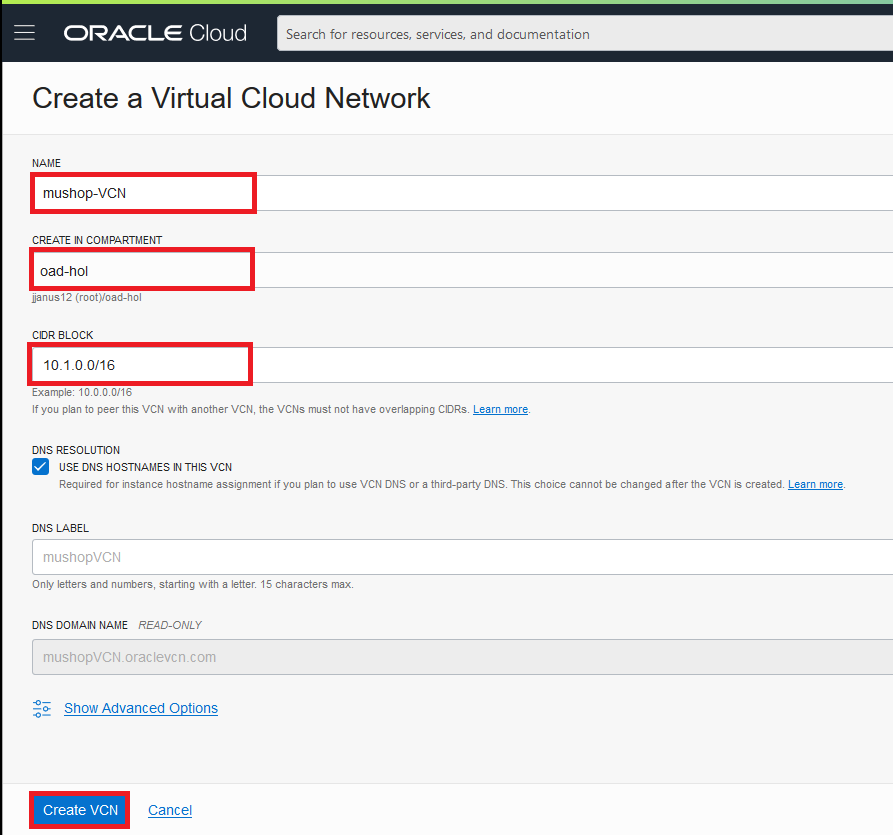 ORACLE Cloud
Search for resources, services, and documentation
Create a Virtual Cloud Network
NAME
mushop-VCN
CREATE IN COMPARTMENT
oad-hol
jjanus12 (root)/oad-hol
CIDR BLOCK
10.1.0.0/16
Example: 10.0.0.0/16
If you plan to peer this VCN with another VCN, the VCNs must not have overlapping CIDRs. Learn more.
DNS RESOLUTION
USE DNS HOSTNAMES IN THIS VCN
Required for instance hostname assignment if you plan to use VCN DNS or a third-party DNS. This choice cannot be changed after the VCN is created. Learn more.
DNS LABEL
mushopVCN
Only letters and numbers, starting with a letter. 15 characters max.
DNS DOMAIN NAME READ-ONLY
mushopVCN.oraclevcn.com
Show Advanced Options
Create VCN Cancel